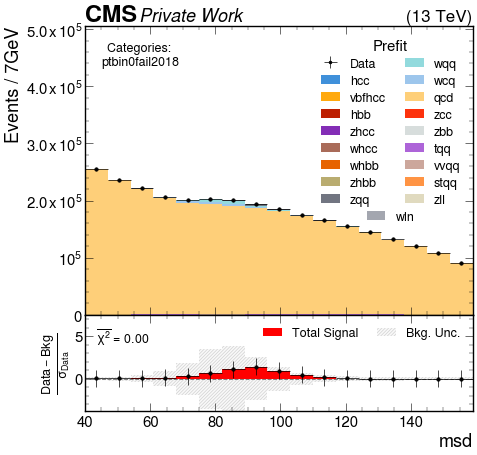 CMS Private Work (13 TeV)
Categories:
ptbin0fail2018
Prefit
Data
hcc
vbfhcc
hbb
zhcc
whcc
whbb
zhbb
zqq
wqq
wcq
qcd
zcc
zbb
tqq
vvqq
stqq
zll
wln
Events / 7GeV
5.0 x 10⁵
4.0 x 10⁵
3.0 x 10⁵
2.0 x 10⁵
10⁵
0
χ² = 0.00
Total Signal
Bkg. Unc.
Data − Bkg
σData
5
0
40 60 80 100 120 140
msd